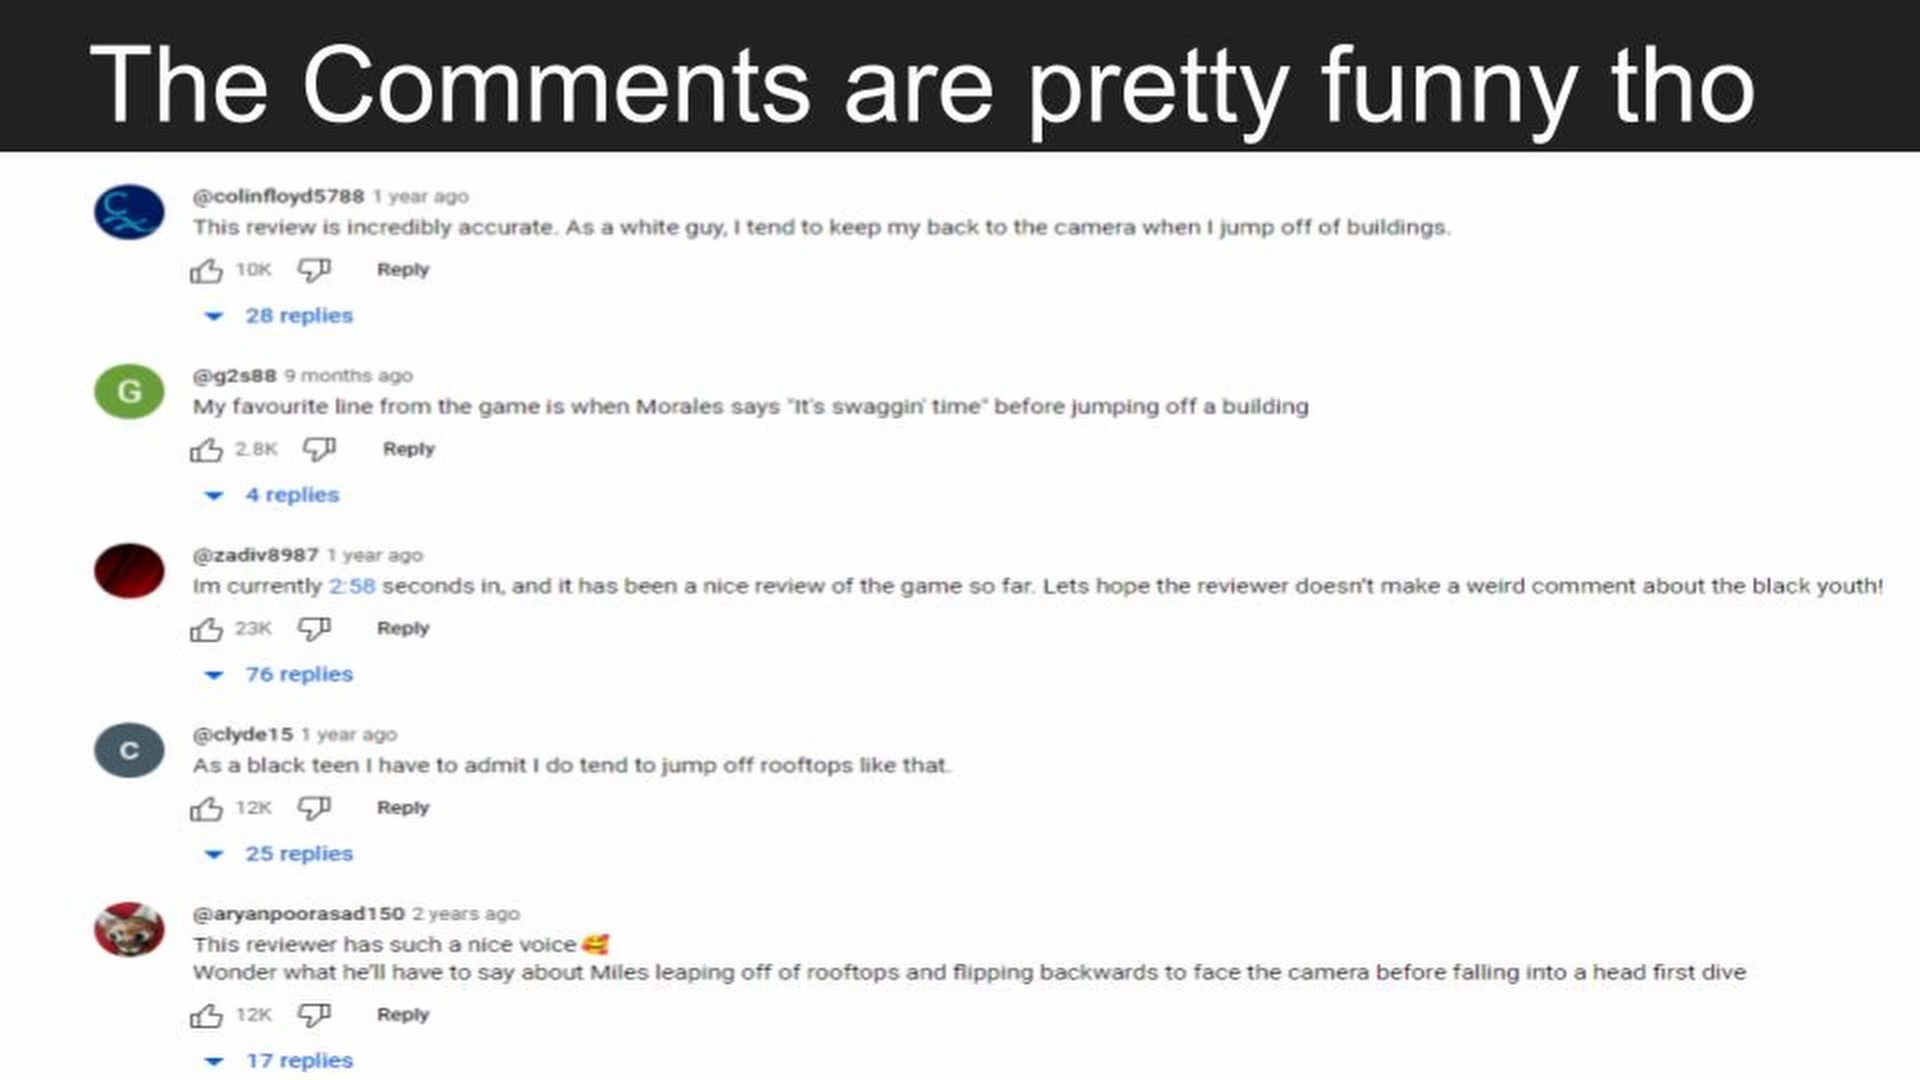 The Comments are pretty funny tho
@colinfloyd5788 1 year ago
This review is incredibly accurate. As a white guy, I tend to keep my back to the camera when I jump off of buildings.
10K Reply
28 replies
G
@g2s88 9 months ago
My favourite line from the game is when Morales says "It's swaggin' time" before jumping off a building
2.8K Reply
4 replies
@zadiv8987 1 year ago
Im currently 2:58 seconds in, and it has been a nice review of the game so far. Lets hope the reviewer doesn't make a weird comment about the black youth!
23K Reply
76 replies
C
@clyde15 1 year ago
As a black teen I have to admit I do tend to jump off rooftops like that.
12K Reply
25 replies
@aryanpoorasad150 2 years ago
This reviewer has such a nice voice 🥰
Wonder what he'll have to say about Miles leaping off of rooftops and flipping backwards to face the camera before falling into a head first dive
12K Reply
17 replies